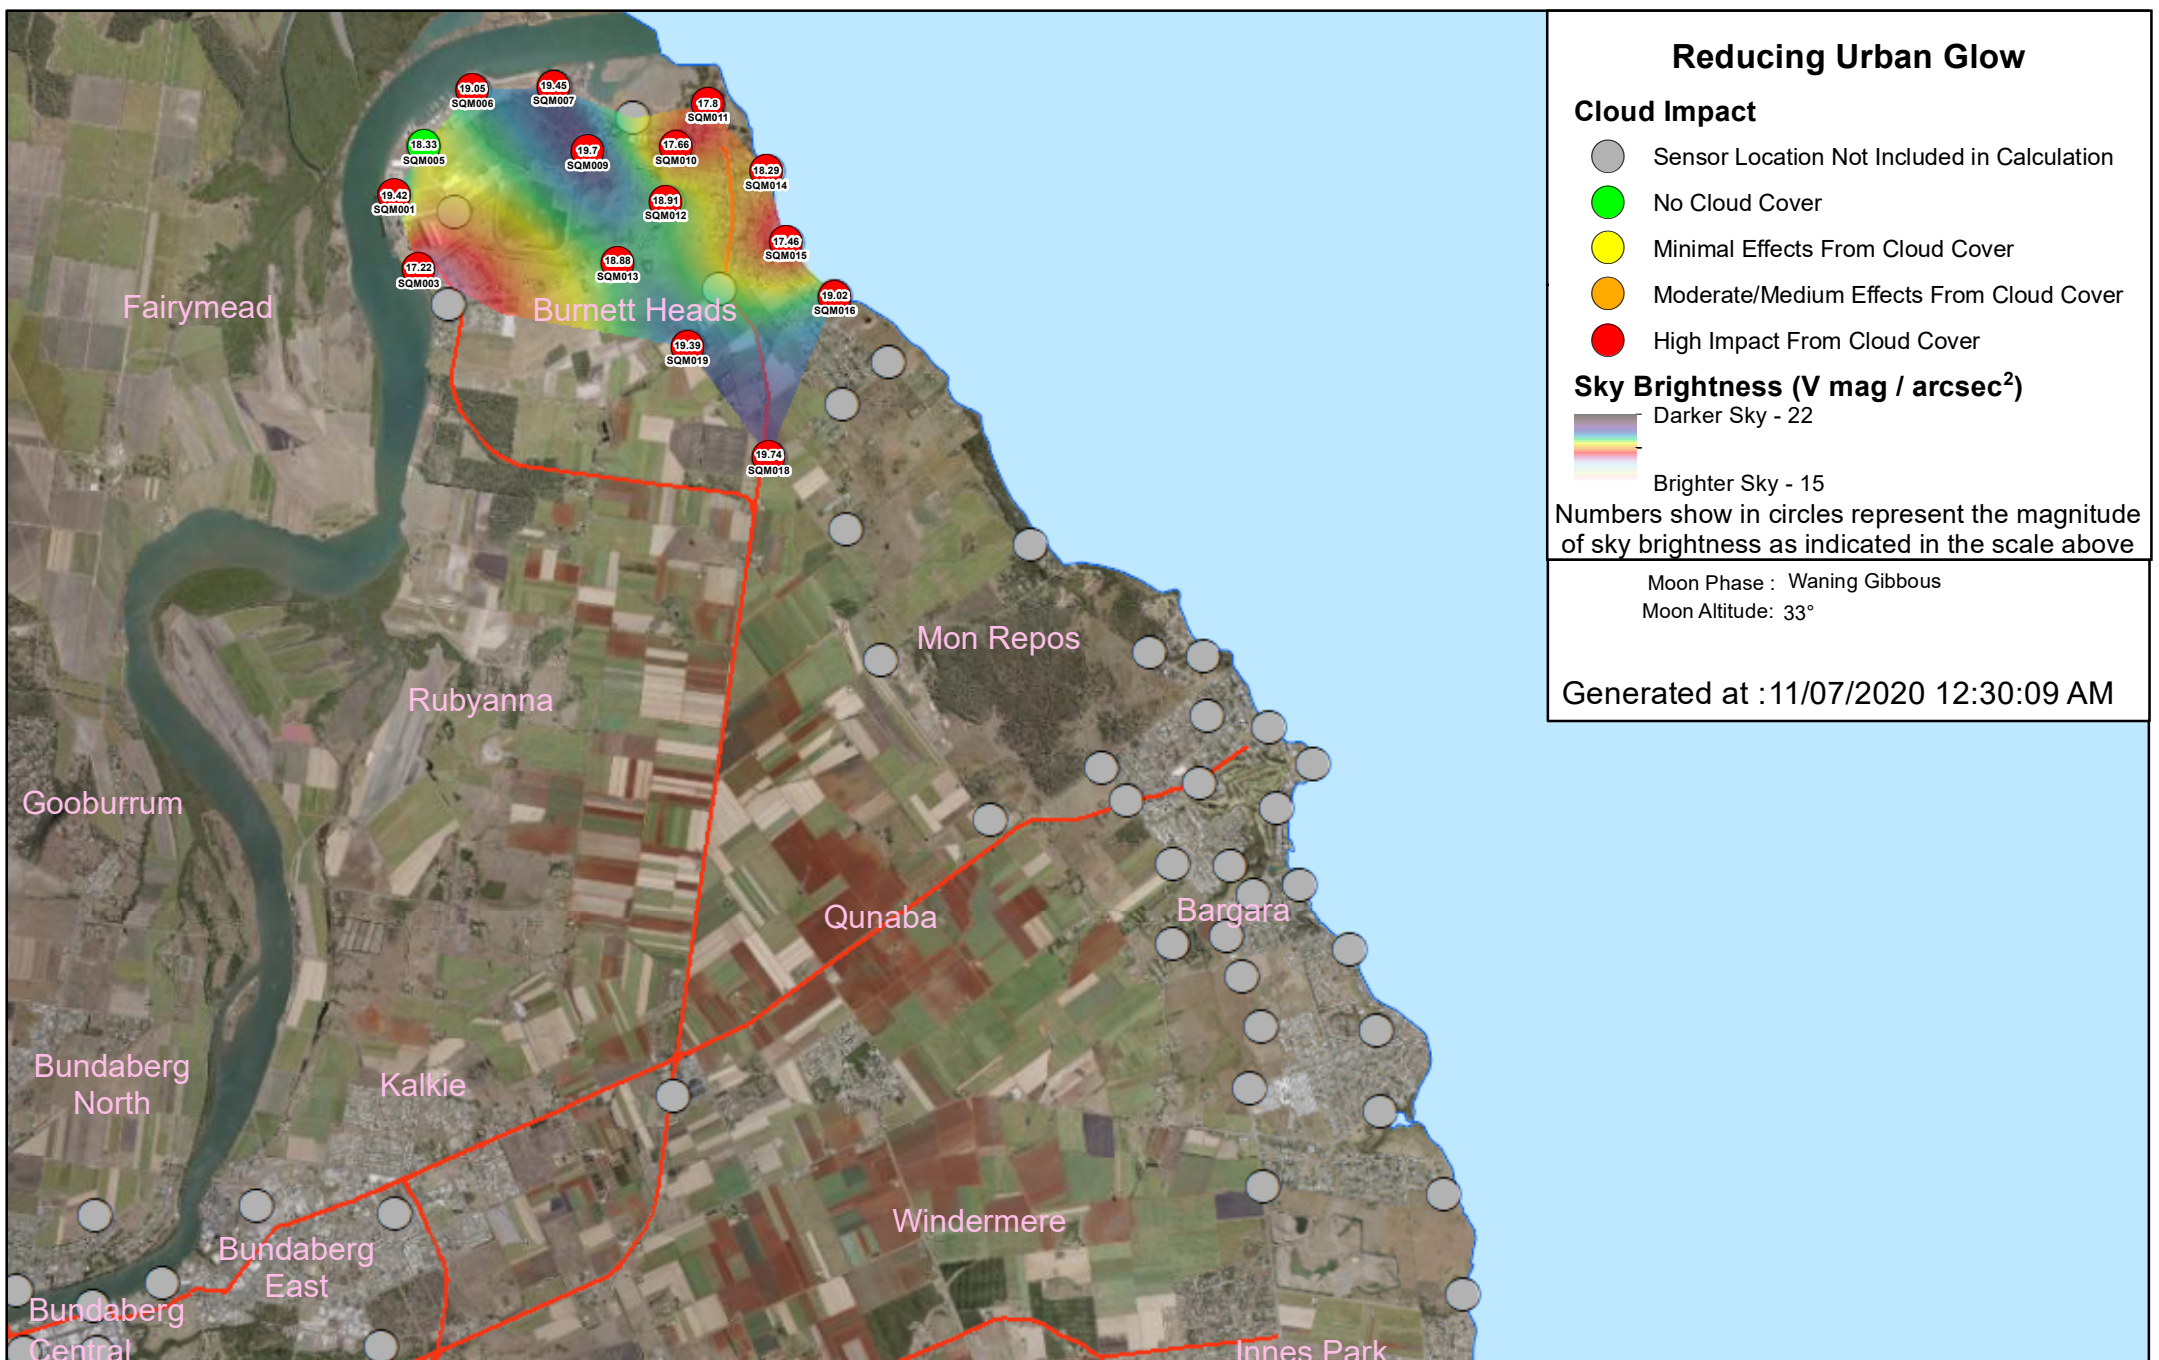 Reducing Urban Glow
Cloud Impact
Sensor Location Not Included in Calculation
No Cloud Cover
Minimal Effects From Cloud Cover
Moderate/Medium Effects From Cloud Cover
High Impact From Cloud Cover
Sky Brightness (V mag / arcsec²)
Darker Sky - 22
Brighter Sky - 15
Numbers show in circles represent the magnitude
of sky brightness as indicated in the scale above
Moon Phase : Waning Gibbous
Moon Altitude: 33°
Generated at :11/07/2020 12:30:09 AM
19.05
SQM006
19.45
SQM007
17.8
SQM011
18.33
SQM005
19.7
SQM009
17.66
SQM010
18.29
SQM014
19.42
SQM001
18.91
SQM012
17.46
SQM015
17.22
SQM003
18.88
SQM013
19.02
SQM016
Fairymead
Burnett Heads
19.39
SQM019
19.74
SQM018
Mon Repos
Rubyanna
Gooburrum
Qunaba
Bargara
Bundaberg
North
Kalkie
Windermere
Bundaberg
East
Bundaberg
Central
Innes Park